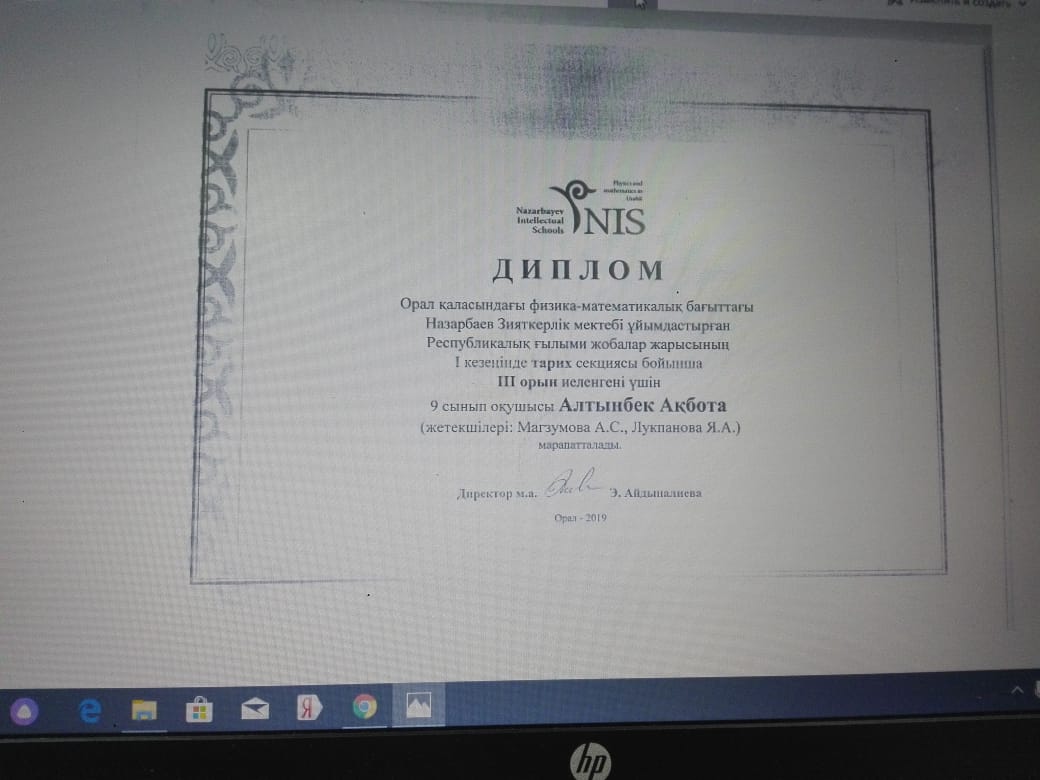 Изменить и создать
Physics and
mathematics in
Uralsk
Nazarbayev
Intellectual
Schools
NIS
ДИПЛОМ
Орал қаласындағы физика-математикалық бағыттағы
Назарбаев Зияткерлік мектебі ұйымдастырған
Республикалық ғылыми жобалар жарысының
І кезеңінде тарих секциясы бойынша
ІІІ орын иеленгені үшін
9 сынып оқушысы Алтынбек Ақбота
(жетекшілері: Магзумова А.С., Лукпанова Я.А.)
марапатталады.
Директор м.а. Э. Айдыналиева
Орал - 2019
Я
hp